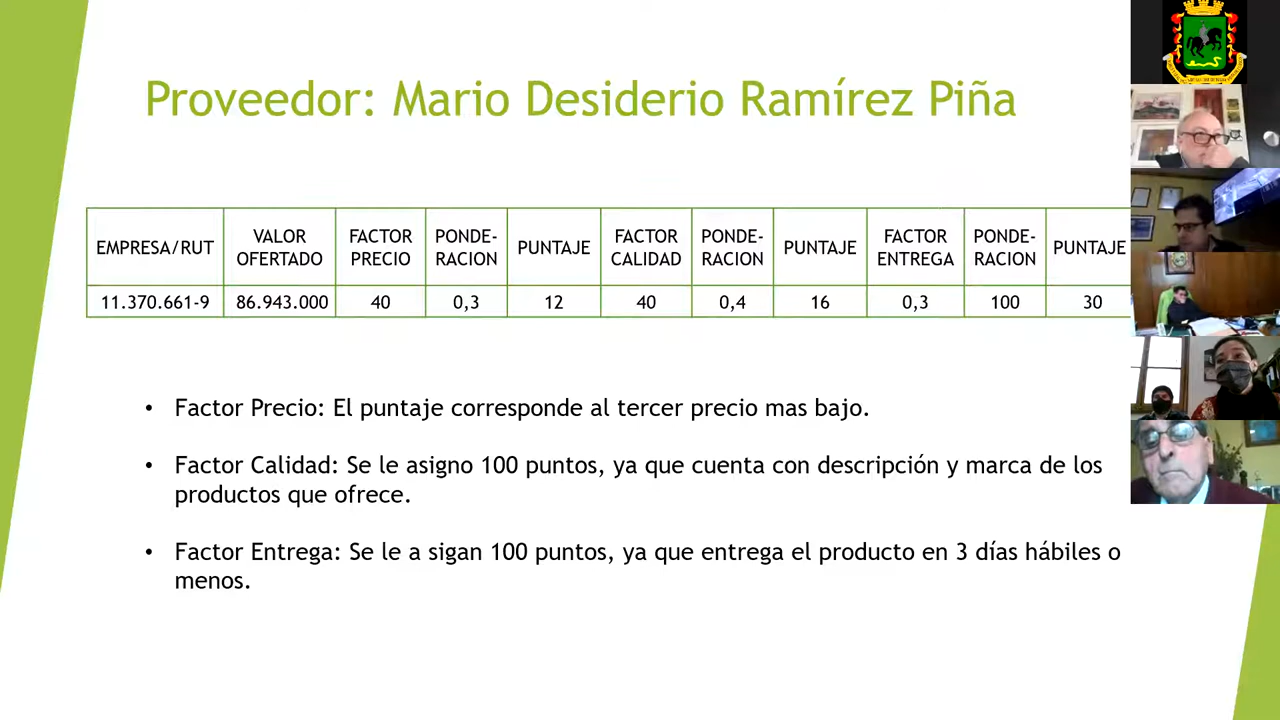 Proveedor: Mario Desiderio Ramírez Piña
EMPRESA/RUT VALOR OFERTADO FACTOR PRECIO PONDE-RACION PUNTAJE FACTOR CALIDAD PONDE-RACION PUNTAJE FACTOR ENTREGA PONDE-RACION PUNTAJE
11.370.661-9 86.943.000 40 0,3 12 40 0,4 16 0,3 100 30
• Factor Precio: El puntaje corresponde al tercer precio mas bajo.
• Factor Calidad: Se le asigno 100 puntos, ya que cuenta con descripción y marca de los
productos que ofrece.
• Factor Entrega: Se le a sigan 100 puntos, ya que entrega el producto en 3 días hábiles o
menos.